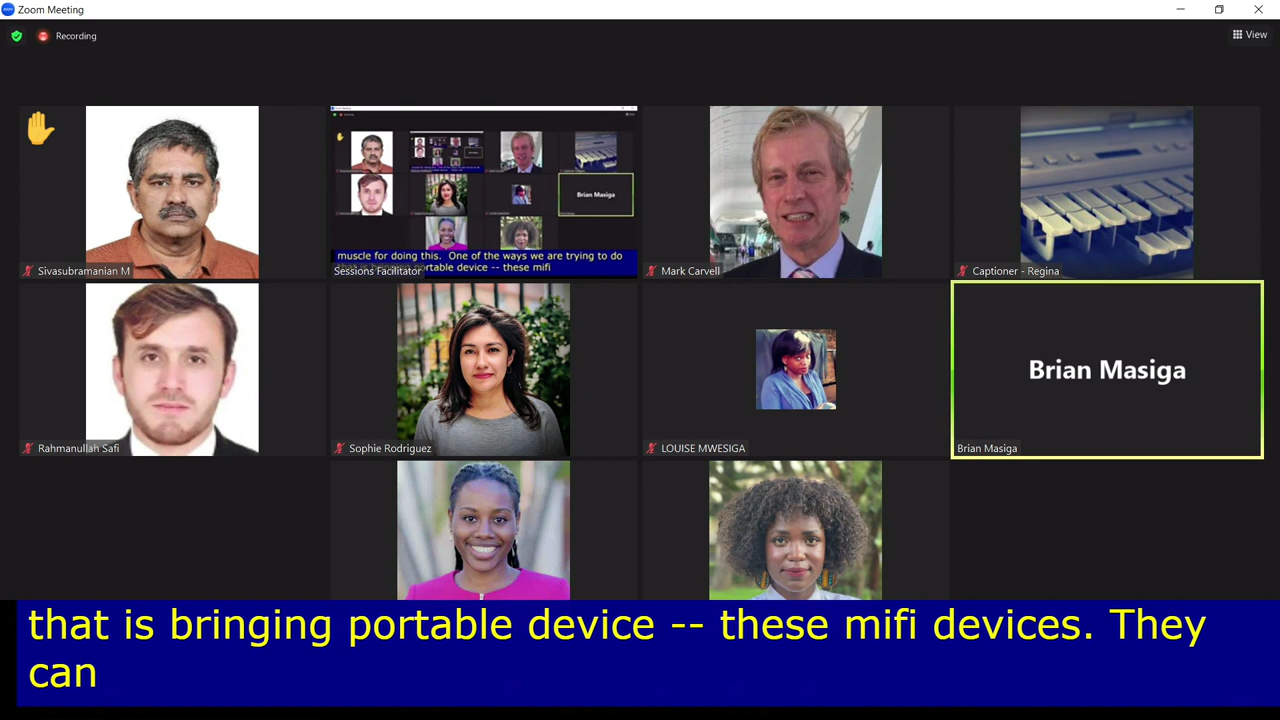 Zoom Meeting
Recording
View
Sivasubramanian M
Brian Masiga
muscle for doing this. One of the ways we are trying to do
Sessions Facilitator
portable device -- these mifi
Mark Carvell
Captioner - Regina
Rahmanullah Safi
Sophie Rodriguez
LOUISE MWESIGA
Brian Masiga
Brian Masiga
that is bringing portable device -- these mifi devices. They
can